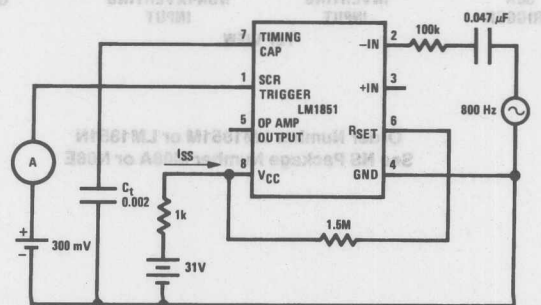 7 TIMING CAP
1 SCR TRIGGER
LM1851
5 OP AMP OUTPUT
8 VCC
–IN 2
+IN 3
RSET 6
GND 4
100k
0.047 μF
800 Hz
A
+
–
300 mV
Ct
0.002
ISS
1k
31V
1.5M